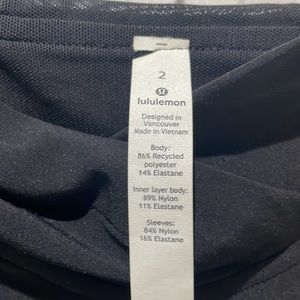 2
lululemon
Designed in
Vancouver
Made in Vietnam
Body:
86% Recycled
polyester
14% Elastane
Inner layer body:
89% Nylon
11% Elastane
Sleeves:
84% Nylon
16% Elastane